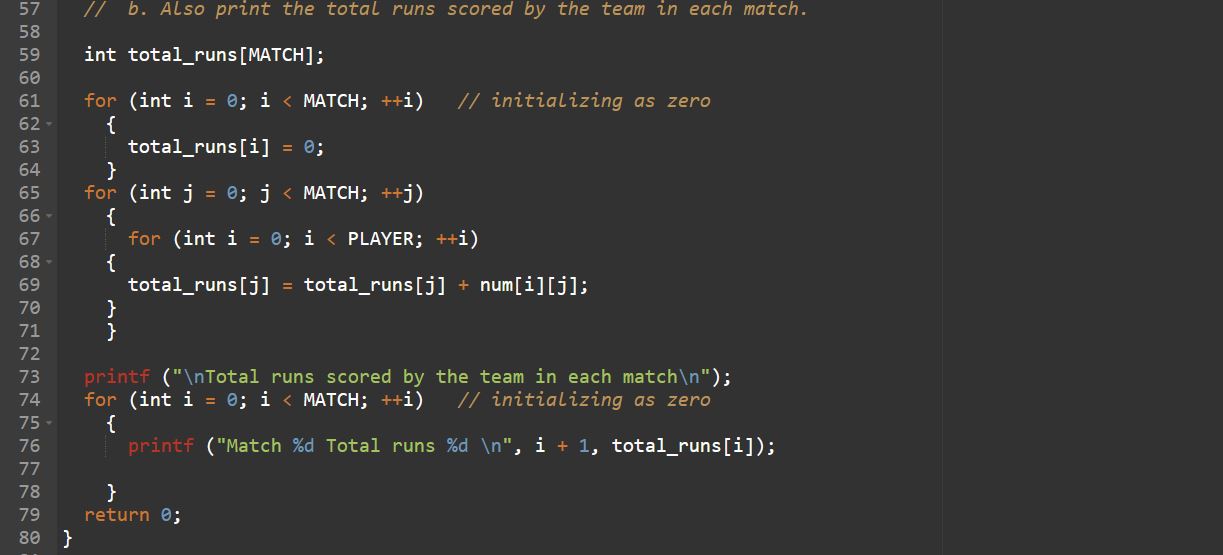 57 // b. Also print the total runs scored by the team in each match.
58
59 int total_runs[MATCH];
60
61 for (int i = 0; i < MATCH; ++i) // initializing as zero
62 {
63 total_runs[i] = 0;
64 }
65 for (int j = 0; j < MATCH; ++j)
66 {
67 for (int i = 0; i < PLAYER; ++i)
68 {
69 total_runs[j] = total_runs[j] + num[i][j];
70 }
71 }
72
73 printf ("\nTotal runs scored by the team in each match\n");
74 for (int i = 0; i < MATCH; ++i) // initializing as zero
75 {
76 printf ("Match %d Total runs %d \n", i + 1, total_runs[i]);
77
78 }
79 return 0;
80 }